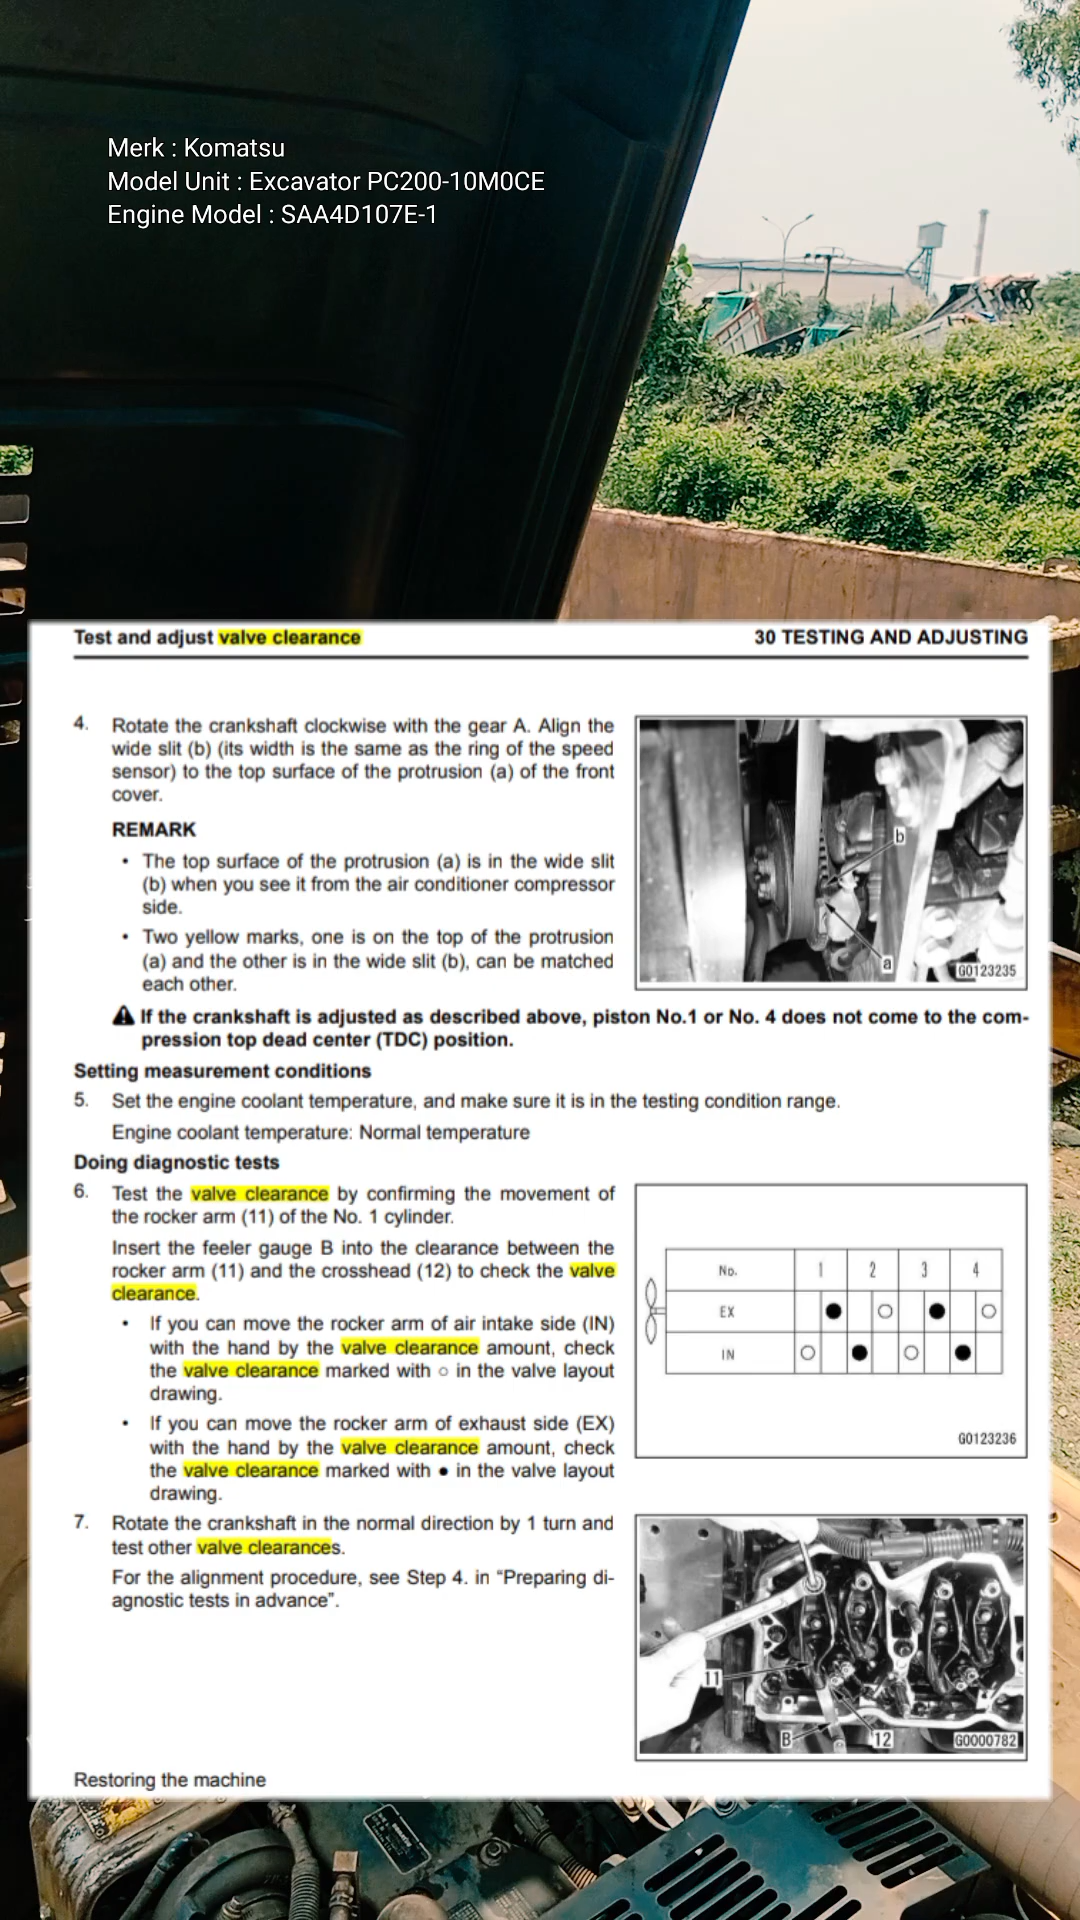 Merk : Komatsu
Model Unit : Excavator PC200-10M0CE
Engine Model : SAA4D107E-1
Test and adjust valve clearance
30 TESTING AND ADJUSTING
4. Rotate the crankshaft clockwise with the gear A. Align the
wide slit (b) (its width is the same as the ring of the speed
sensor) to the top surface of the protrusion (a) of the front
cover.
REMARK
• The top surface of the protrusion (a) is in the wide slit
(b) when you see it from the air conditioner compressor
side.
• Two yellow marks, one is on the top of the protrusion
(a) and the other is in the wide slit (b), can be matched
each other.
b
a
G0123235
If the crankshaft is adjusted as described above, piston No.1 or No. 4 does not come to the com-
pression top dead center (TDC) position.
Setting measurement conditions
5. Set the engine coolant temperature, and make sure it is in the testing condition range.
Engine coolant temperature: Normal temperature
Doing diagnostic tests
6. Test the valve clearance by confirming the movement of
the rocker arm (11) of the No. 1 cylinder.
Insert the feeler gauge B into the clearance between the
rocker arm (11) and the crosshead (12) to check the valve
clearance.
• If you can move the rocker arm of air intake side (IN)
with the hand by the valve clearance amount, check
the valve clearance marked with ○ in the valve layout
drawing.
• If you can move the rocker arm of exhaust side (EX)
with the hand by the valve clearance amount, check
the valve clearance marked with ● in the valve layout
drawing.
No. 1 2 3 4
EX ● ○ ● ○
IN ○ ● ○ ●
G0123236
7. Rotate the crankshaft in the normal direction by 1 turn and
test other valve clearances.
For the alignment procedure, see Step 4. in “Preparing di-
agnostic tests in advance”.
11
B
12
G0000782
Restoring the machine